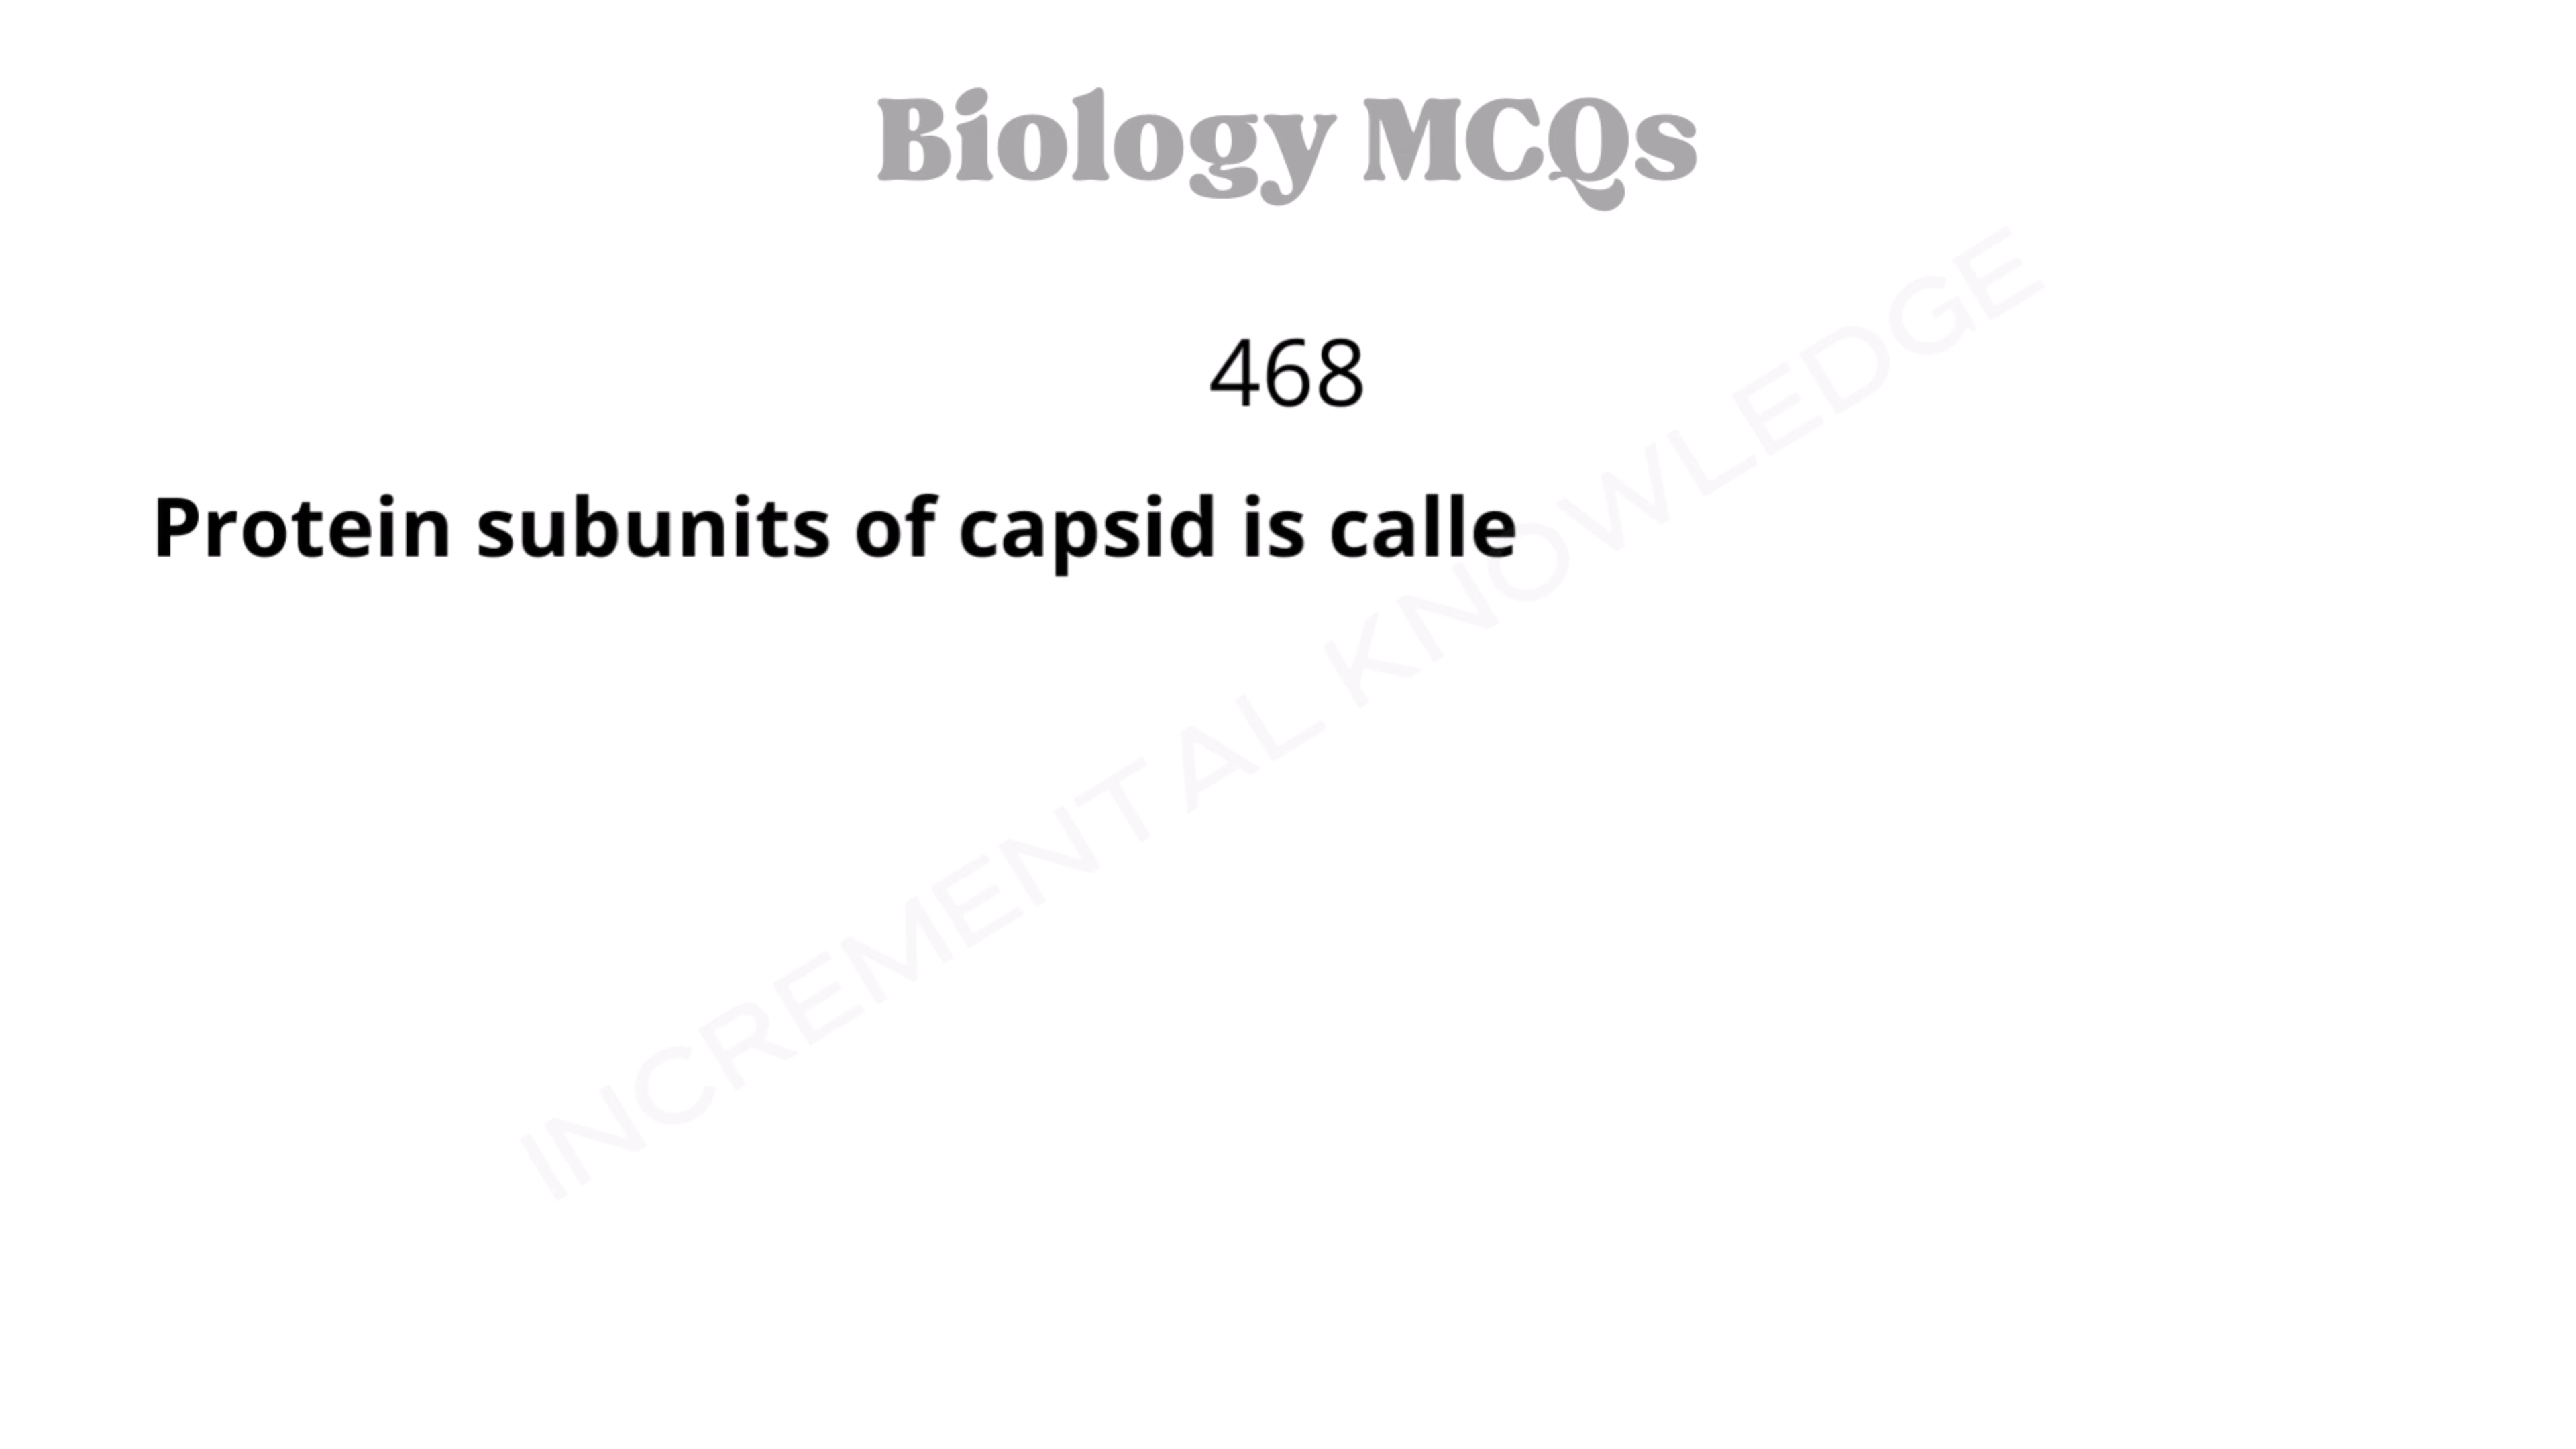 Biology MCQs
468
Protein subunits of capsid is calle
INCREMENTAL KNOWLEDGE